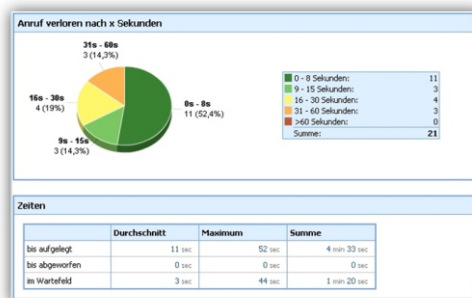 Anruf verloren nach x Sekunden
31s - 60s
3 (14,3%)
16s - 30s
4 (19%)
0s - 8s
11 (52,4%)
9s - 15s
3 (14,3%)
0 - 8 Sekunden: 11
9 - 15 Sekunden: 3
16 - 30 Sekunden: 4
31 - 60 Sekunden: 3
>60 Sekunden: 0
Summe: 21
Zeiten
Durchschnitt Maximum Summe
bis aufgelegt 11 sec 52 sec 4 min 33 sec
bis abgeworfen 0 sec 0 sec 0 sec
im Wartefeld 3 sec 44 sec 1 min 20 sec